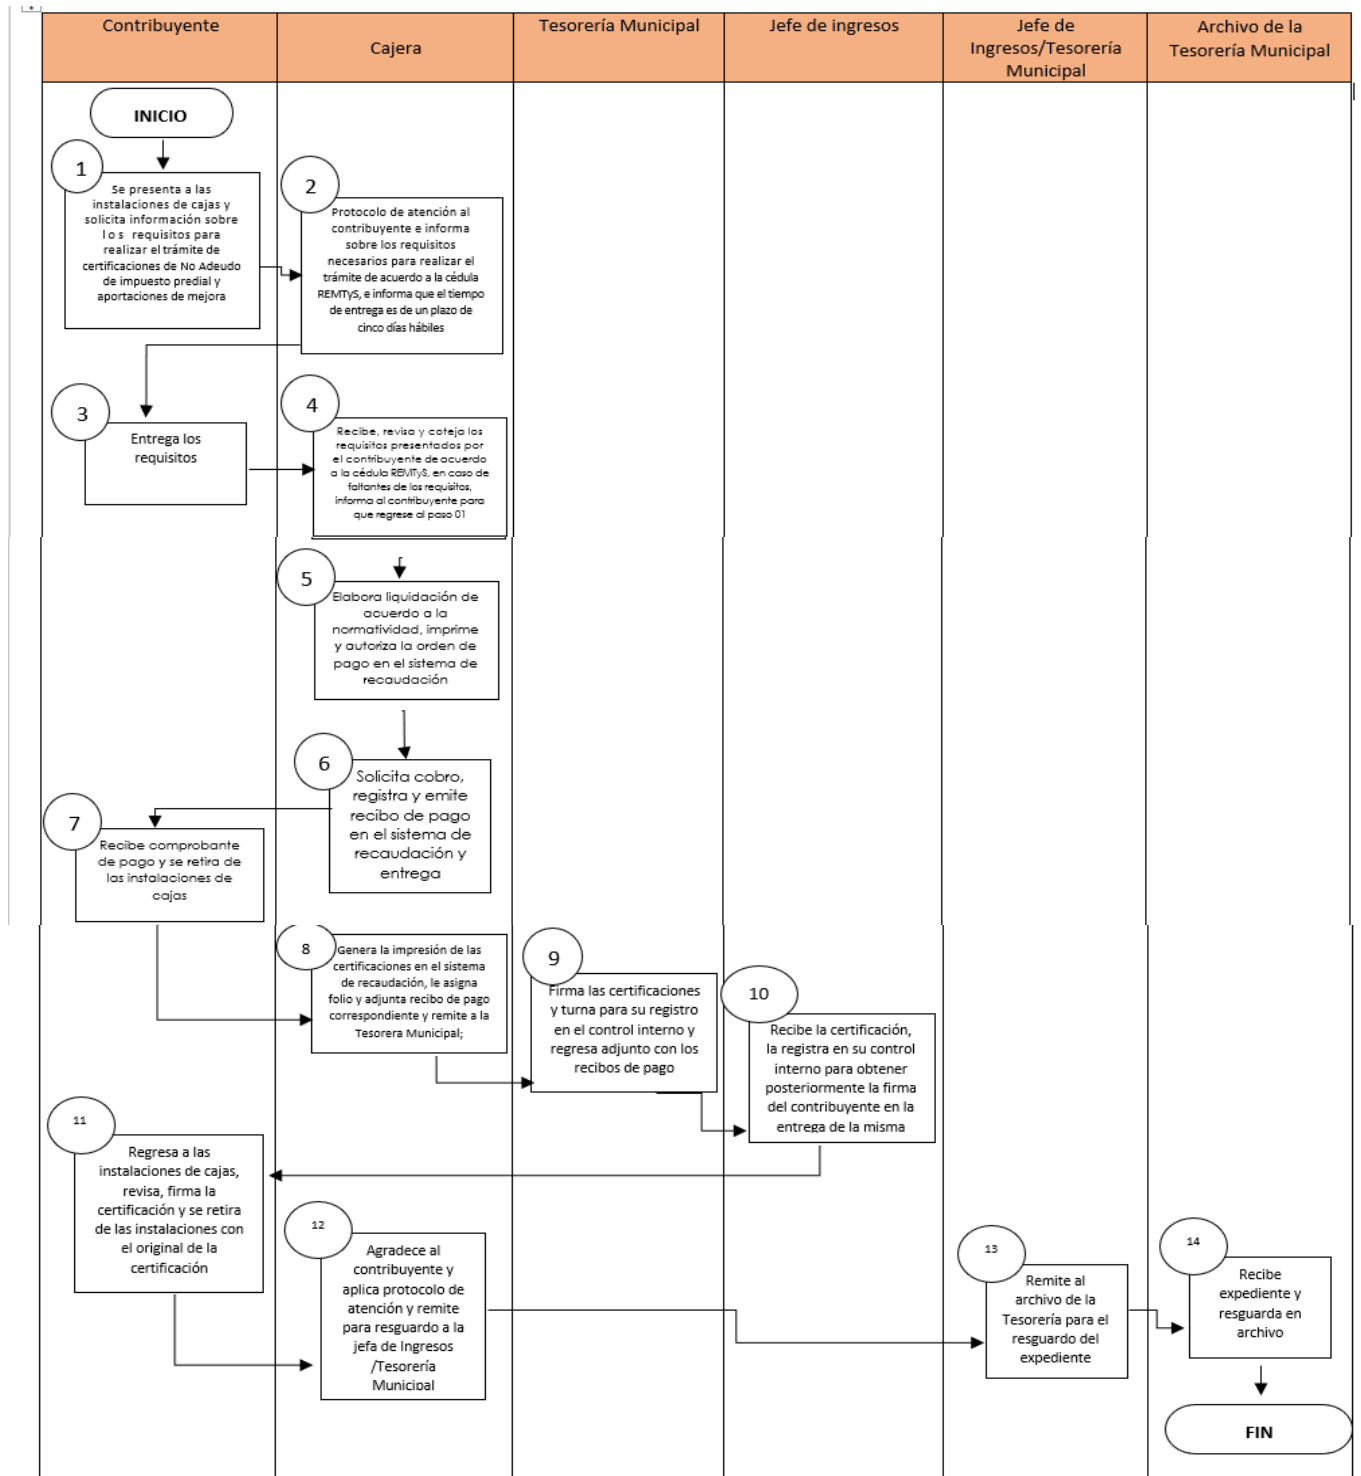 Contribuyente
Cajera
Tesorería Municipal
Jefe de ingresos
Jefe de
Ingresos/Tesorería
Municipal
Archivo de la
Tesorería Municipal
INICIO
1
Se presenta a las
instalaciones de cajas y
solicita información sobre
los requisitos para
realizar el trámite de
certificaciones de No Adeudo
de impuesto predial y
aportaciones de mejora
2
Protocolo de atención al
contribuyente e informa
sobre los requisitos
necesarios para realizar el
trámite de acuerdo a la cédula
REMTyS, e informa que el tiempo
de entrega es de un plazo de
cinco días hábiles
3
Entrega los
requisitos
4
Recibe, revisa y coteja los
requisitos presentados por
el contribuyente de acuerdo
a la cédula REMTyS, en caso de
faltantes de los requisitos,
informa al contribuyente para
que regrese al paso 01
5
Elabora liquidación de
acuerdo a la
normatividad, imprime
y autoriza la orden de
pago en el sistema de
recaudación
6
Solicita cobro,
registra y emite
recibo de pago
en el sistema de
recaudación y
entrega
7
Recibe comprobante
de pago y se retira de
las instalaciones de
cajas
8
Genera la impresión de las
certificaciones en el sistema
de recaudación, le asigna
folio y adjunta recibo de pago
correspondiente y remite a la
Tesorera Municipal;
9
Firma las certificaciones
y turna para su registro
en el control interno y
regresa adjunto con los
recibos de pago
10
Recibe la certificación,
la registra en su control
interno para obtener
posteriormente la firma
del contribuyente en la
entrega de la misma
11
Regresa a las
instalaciones de cajas,
revisa, firma la
certificación y se retira
de las instalaciones con
el original de la
certificación
12
Agradece al
contribuyente y
aplica protocolo de
atención y remite
para resguardo a la
jefa de Ingresos
/Tesorería
Municipal
13
Remite al
archivo de la
Tesorería para el
resguardo del
expediente
14
Recibe
expediente y
resguarda en
archivo
FIN